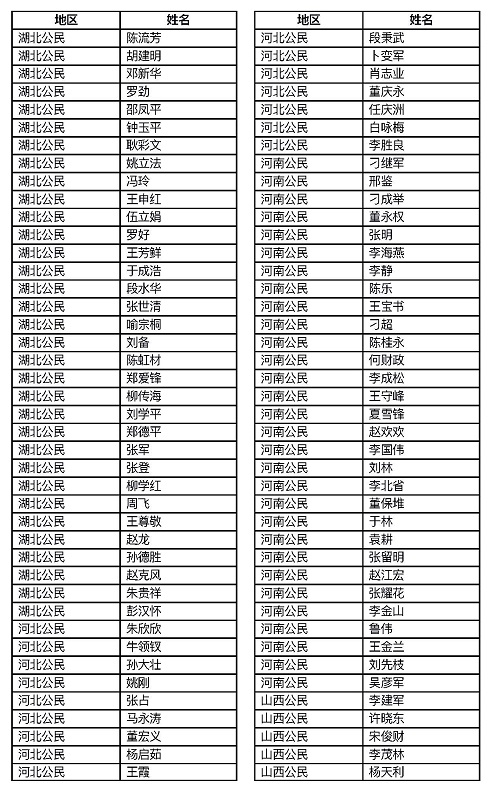 地区 姓名
湖北公民 陈流芳
湖北公民 胡建明
湖北公民 邓新华
湖北公民 罗劲
湖北公民 邵凤平
湖北公民 钟玉平
湖北公民 耿彩文
湖北公民 姚立法
湖北公民 冯玲
湖北公民 王申红
湖北公民 伍立娟
湖北公民 罗好
湖北公民 王芳鲜
湖北公民 于成浩
湖北公民 段水华
湖北公民 张世清
湖北公民 喻宗桐
湖北公民 刘备
湖北公民 陈虹材
湖北公民 郑爱锋
湖北公民 柳传海
湖北公民 刘学平
湖北公民 郑德平
湖北公民 张军
湖北公民 张登
湖北公民 柳学红
湖北公民 周飞
湖北公民 王尊敬
湖北公民 赵龙
湖北公民 孙德胜
湖北公民 赵克风
湖北公民 朱贵祥
湖北公民 彭汉怀
河北公民 朱欣欣
河北公民 牛领钗
河北公民 孙大壮
河北公民 姚刚
河北公民 张占
河北公民 马永涛
河北公民 董宏义
河北公民 杨启茹
河北公民 王霞
地区 姓名
河北公民 段秉武
河北公民 卜变军
河北公民 肖志业
河北公民 董庆永
河北公民 任庆洲
河北公民 白咏梅
河北公民 李胜良
河南公民 刁继军
河南公民 邢鉴
河南公民 刁成举
河南公民 董永权
河南公民 张明
河南公民 李海燕
河南公民 李静
河南公民 陈乐
河南公民 王宝书
河南公民 刁超
河南公民 陈桂永
河南公民 何财政
河南公民 李成松
河南公民 王守峰
河南公民 夏雪锋
河南公民 赵欢欢
河南公民 李国伟
河南公民 刘林
河南公民 李北省
河南公民 董保堆
河南公民 于林
河南公民 袁耕
河南公民 张留明
河南公民 赵江宏
河南公民 张耀花
河南公民 李金山
河南公民 鲁伟
河南公民 王金兰
河南公民 刘先枝
河南公民 吴彦军
山西公民 李建军
山西公民 许晓东
山西公民 宋俊财
山西公民 李茂林
山西公民 杨天利